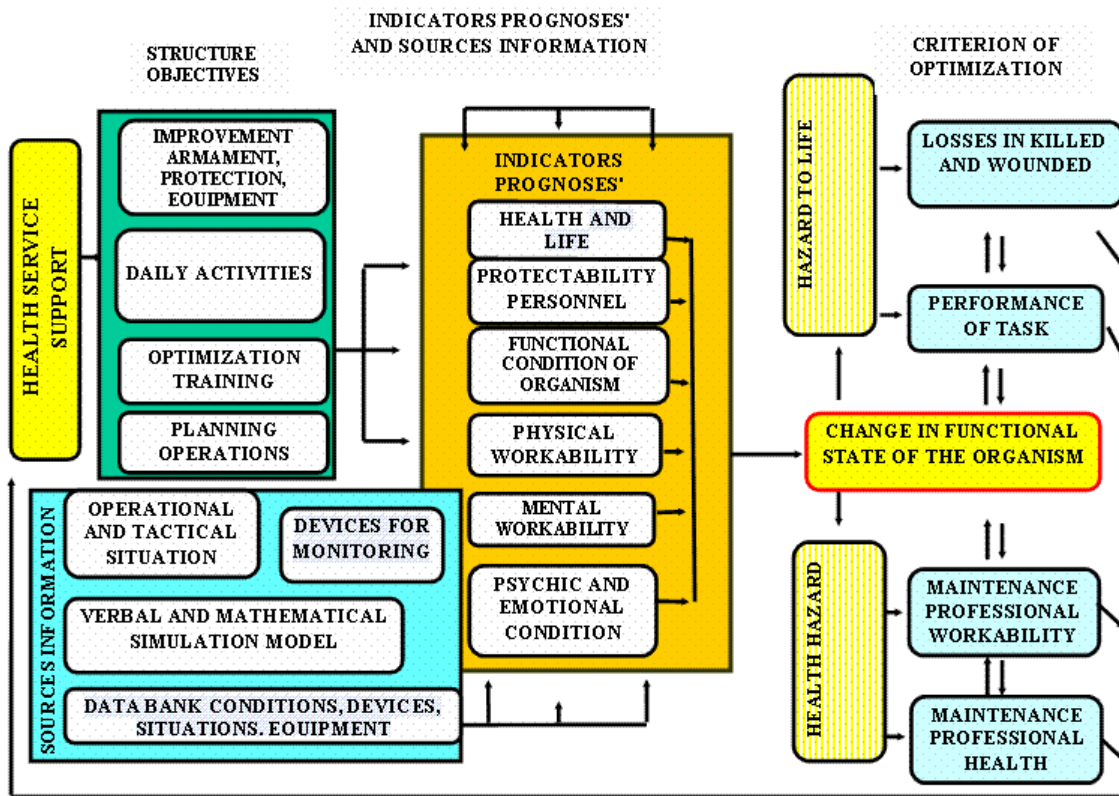 INDICATORS PROGNOSES'
AND SOURCES INFORMATION
STRUCTURE
OBJECTIVES
CRITERION OF
OPTIMIZATION
HEALTH SERVICE
SUPPORT
IMPROVEMENT
ARMAMENT,
PROTECTION,
EQUIPMENT
DAILY ACTIVITIES
OPTIMIZATION
TRAINING
PLANNING
OPERATIONS
SOURCES INFORMATION
OPERATIONAL
AND TACTICAL
SITUATION
DEVICES FOR
MONITORING
VERBAL AND MATHEMATICAL
SIMULATION MODEL
DATA BANK CONDITIONS, DEVICES,
SITUATIONS. EQUIPMENT
INDICATORS
PROGNOSES'
HEALTH AND
LIFE
PROTECTABILITY
PERSONNEL
FUNCTIONAL
CONDITION OF
ORGANISM
PHYSICAL
WORKABILITY
MENTAL
WORKABILITY
PSYCHIC AND
EMOTIONAL
CONDITION
HAZARD TO LIFE
LOSSES IN KILLED
AND WOUNDED
PERFORMANCE
OF TASK
CHANGE IN FUNCTIONAL
STATE OF THE ORGANISM
HEALTH HAZARD
MAINTENANCE
PROFESSIONAL
WORKABILITY
MAINTENANCE
PROFESSIONAL
HEALTH